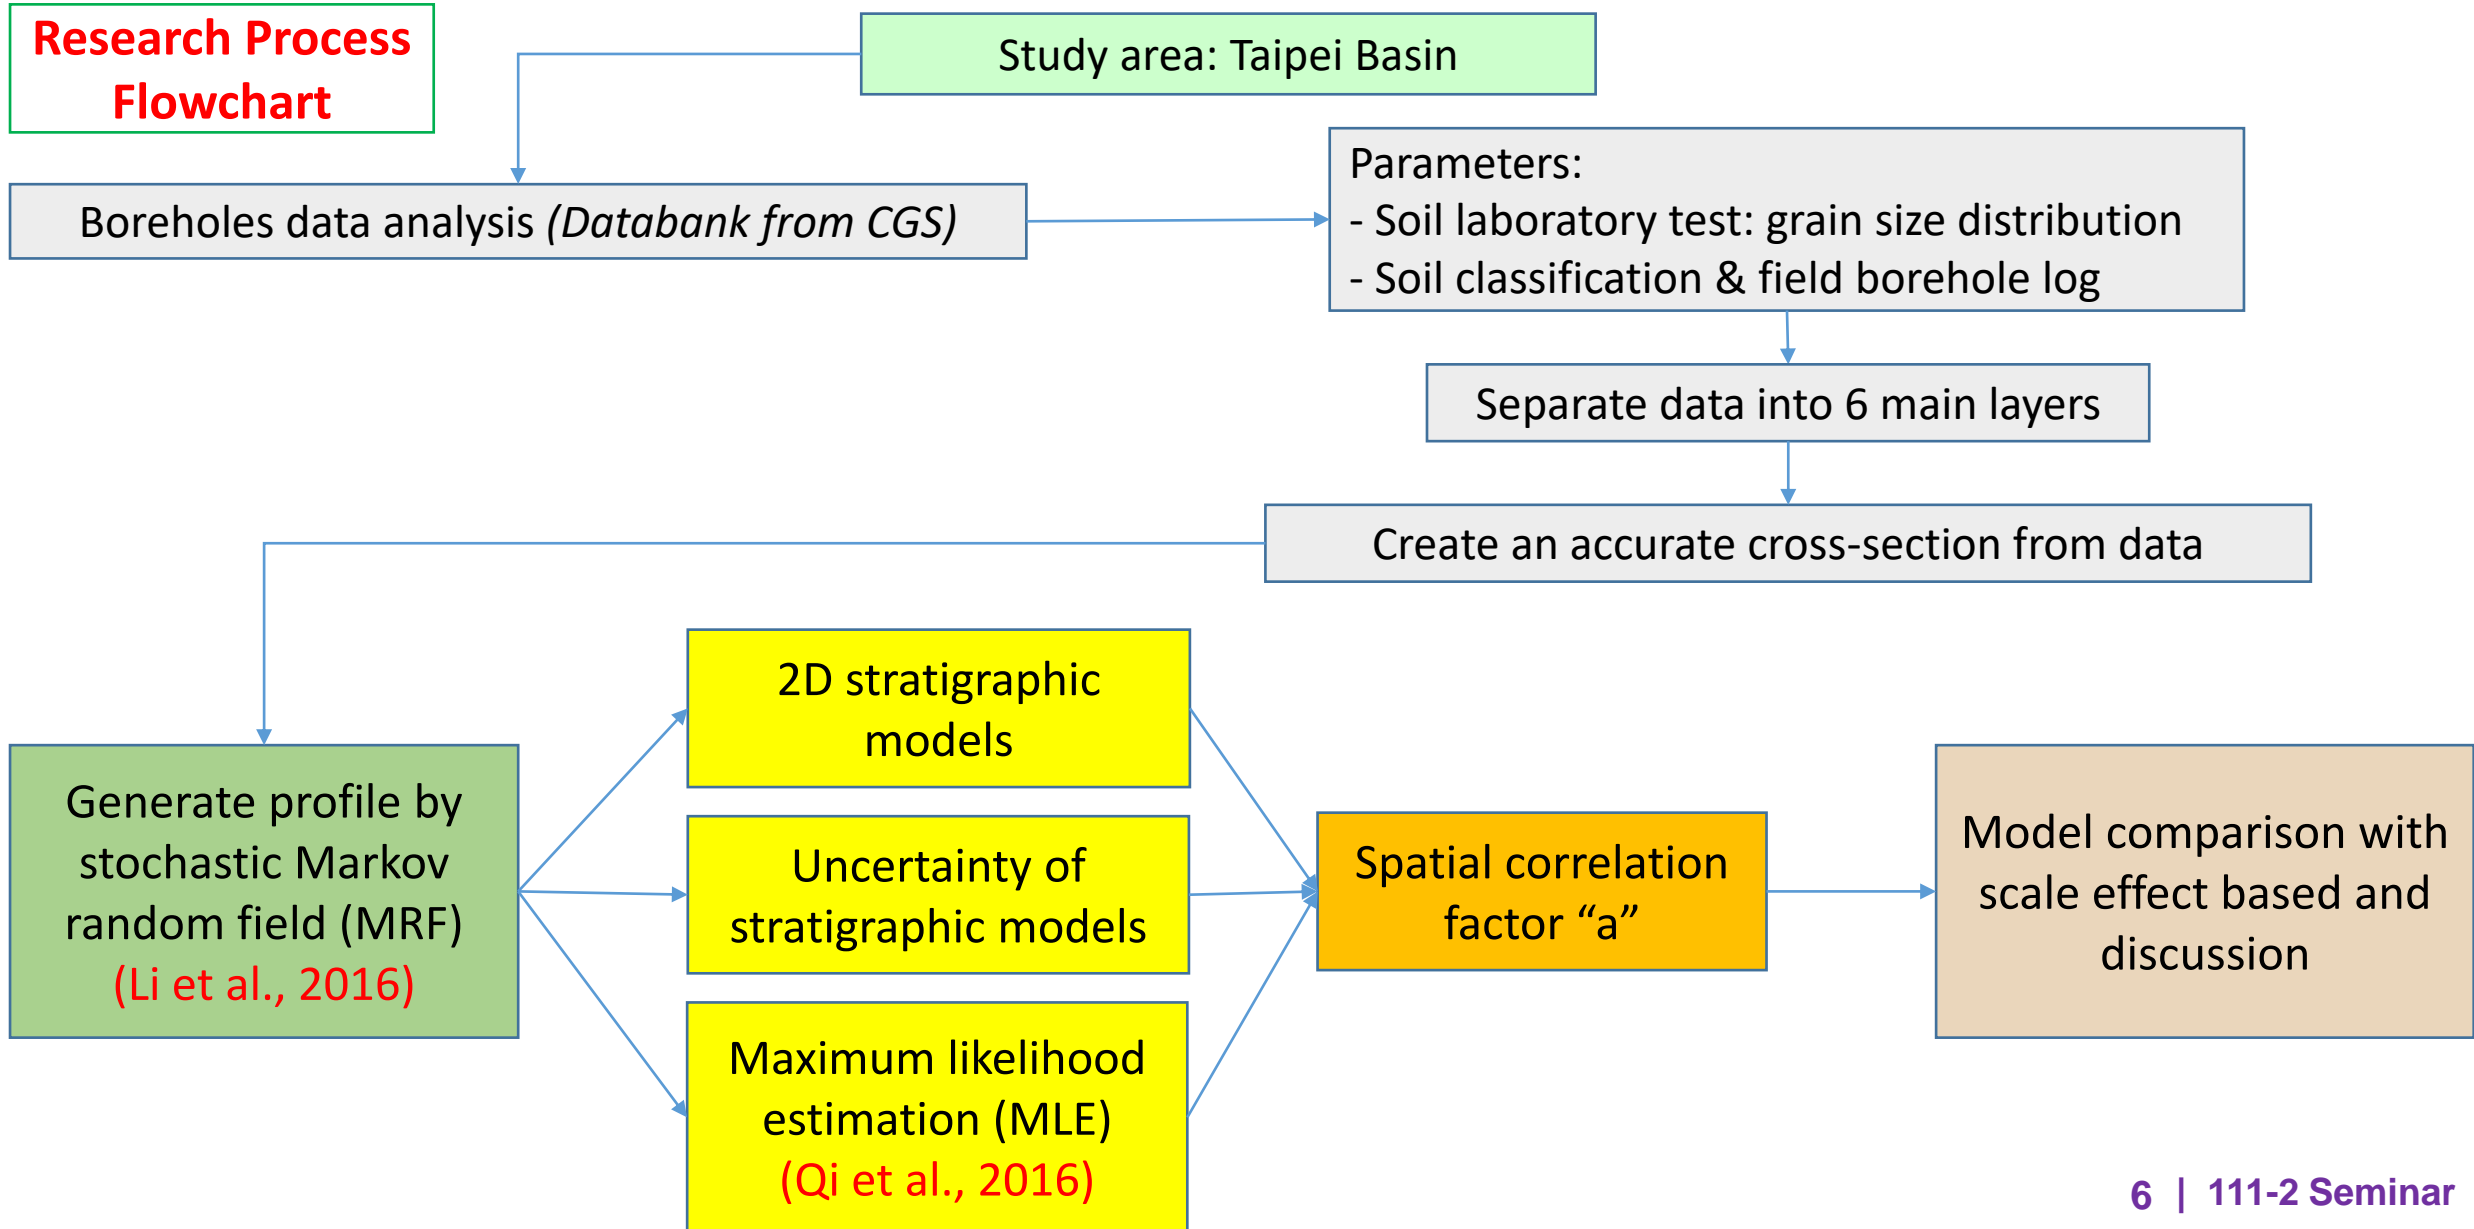 Research Process
Flowchart
Study area: Taipei Basin
Boreholes data analysis (Databank from CGS)
Parameters:
- Soil laboratory test: grain size distribution
- Soil classification & field borehole log
Separate data into 6 main layers
Create an accurate cross-section from data
Generate profile by
stochastic Markov
random field (MRF)
(Li et al., 2016)
2D stratigraphic
models
Uncertainty of
stratigraphic models
Maximum likelihood
estimation (MLE)
(Qi et al., 2016)
Spatial correlation
factor “a”
Model comparison with
scale effect based and
discussion
6 | 111-2 Seminar